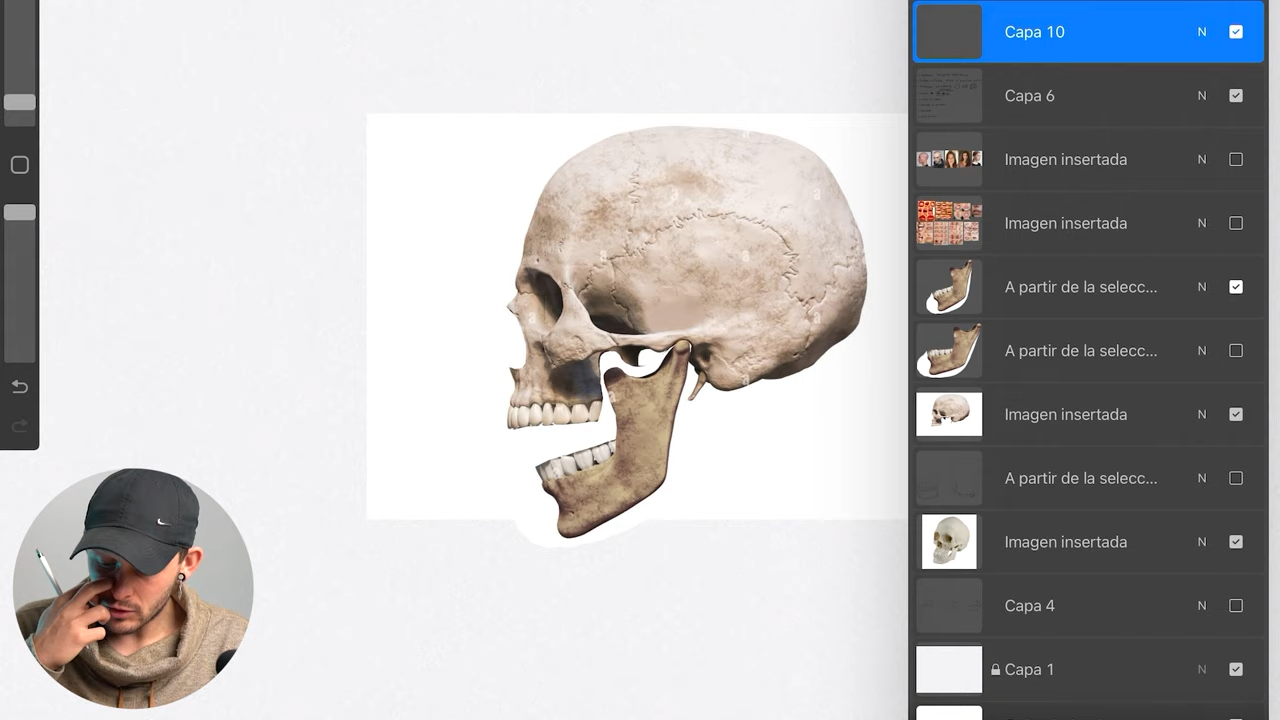 Capa 10 N
Capa 6 N
Imagen insertada N
Imagen insertada N
A partir de la selecc... N
A partir de la selecc... N
Imagen insertada N
A partir de la selecc... N
Imagen insertada N
Capa 4 N
Capa 1 N